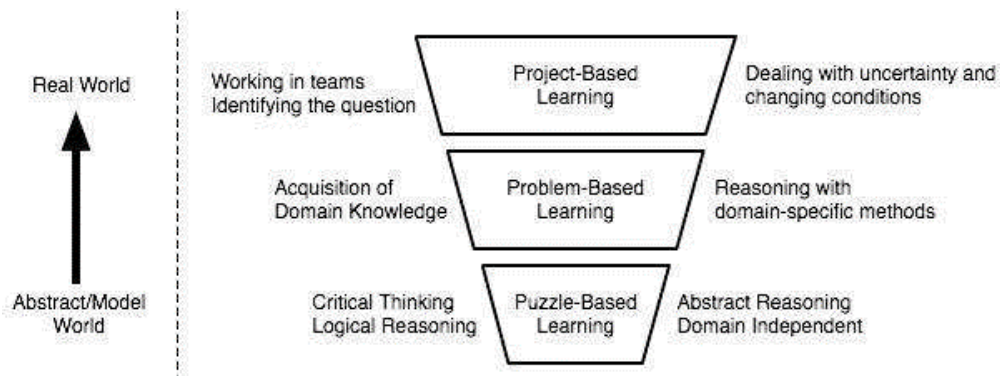 Real World
Abstract/Model
World
Working in teams
Identifying the question
Project-Based
Learning
Dealing with uncertainty and
changing conditions
Acquisition of
Domain Knowledge
Problem-Based
Learning
Reasoning with
domain-specific methods
Critical Thinking
Logical Reasoning
Puzzle-Based
Learning
Abstract Reasoning
Domain Independent